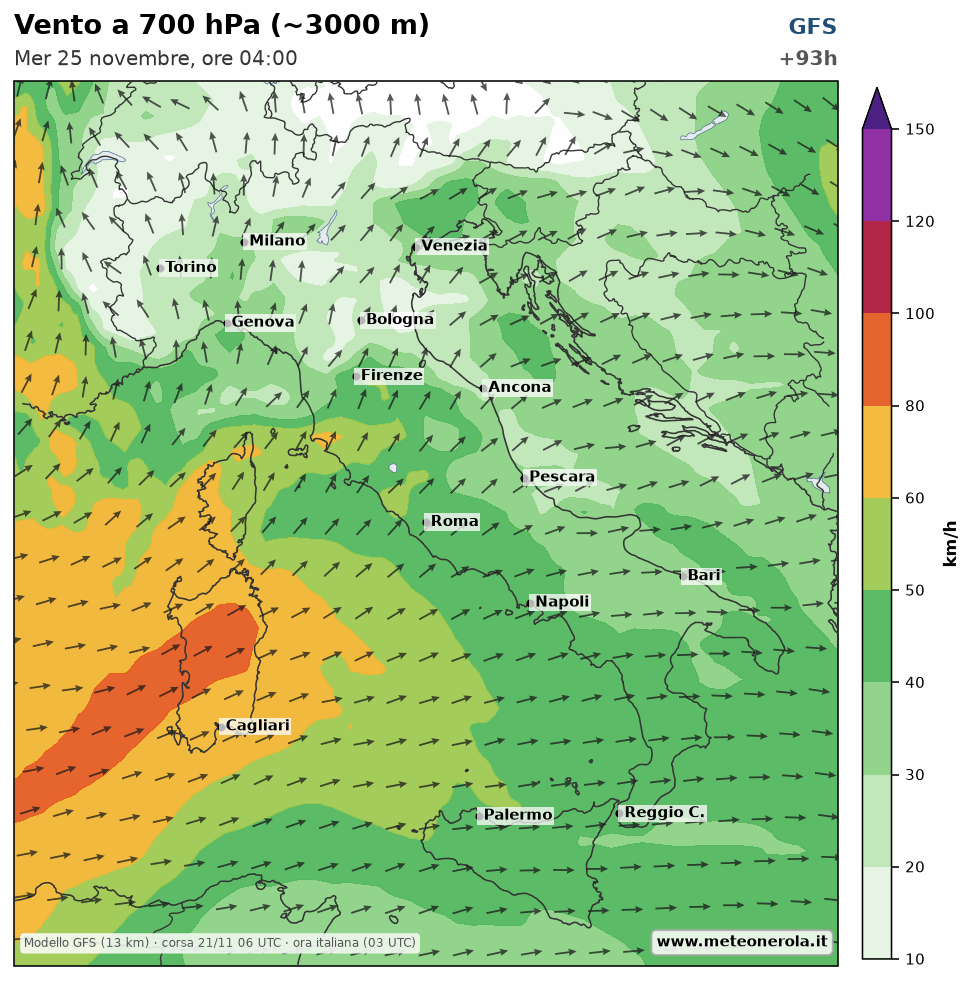 Vento a 700 hPa (~3000 m)
GFS
Mer 25 novembre, ore 04:00
+93h
Milano
Venezia
Torino
Genova
Bologna
Firenze
Ancona
Pescara
Roma
Bari
Napoli
Cagliari
Palermo
Reggio C.
150
120
100
80
60
50
40
30
20
10
km/h
Modello GFS (13 km) · corsa 21/11 06 UTC · ora italiana (03 UTC)
www.meteonerola.it